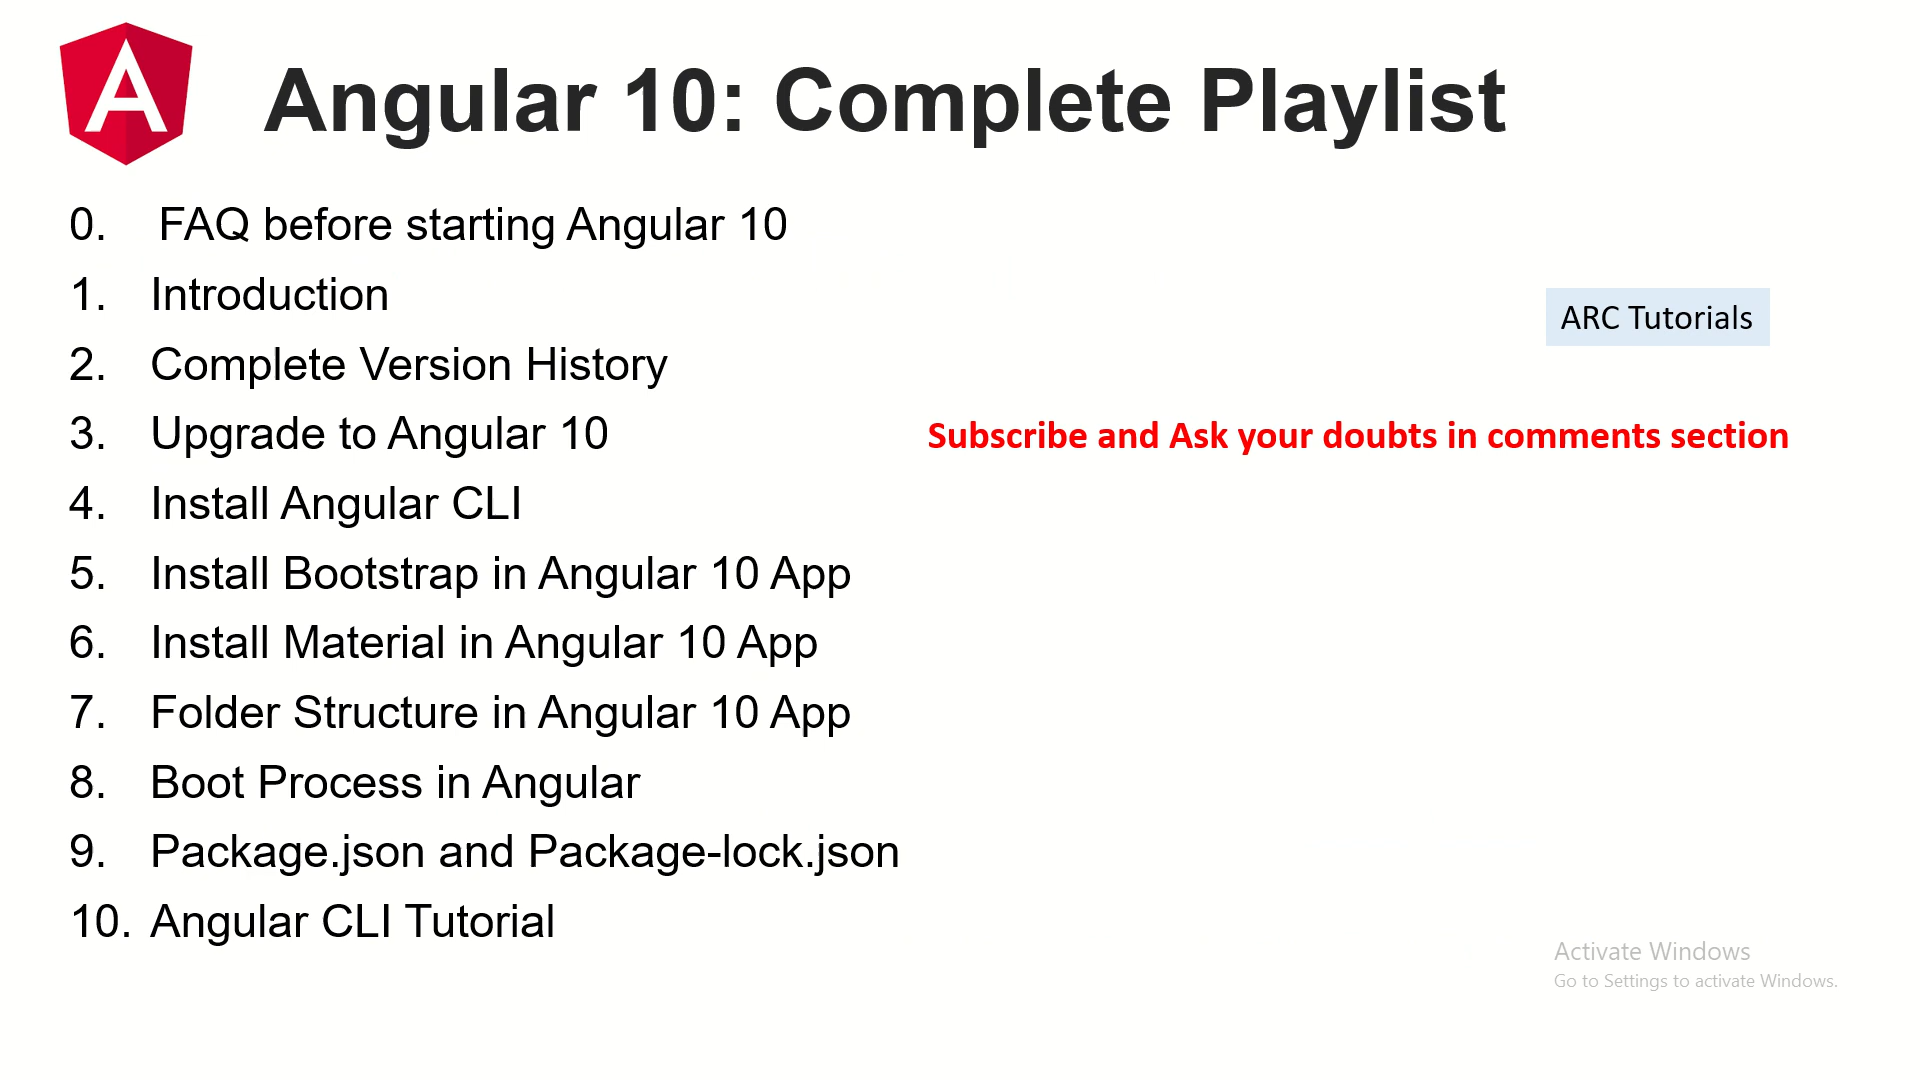 A
Angular 10: Complete Playlist
0. FAQ before starting Angular 10
1. Introduction
ARC Tutorials
2. Complete Version History
3. Upgrade to Angular 10
Subscribe and Ask your doubts in comments section
4. Install Angular CLI
5. Install Bootstrap in Angular 10 App
6. Install Material in Angular 10 App
7. Folder Structure in Angular 10 App
8. Boot Process in Angular
9. Package.json and Package-lock.json
10. Angular CLI Tutorial
Activate Windows
Go to Settings to activate Windows.